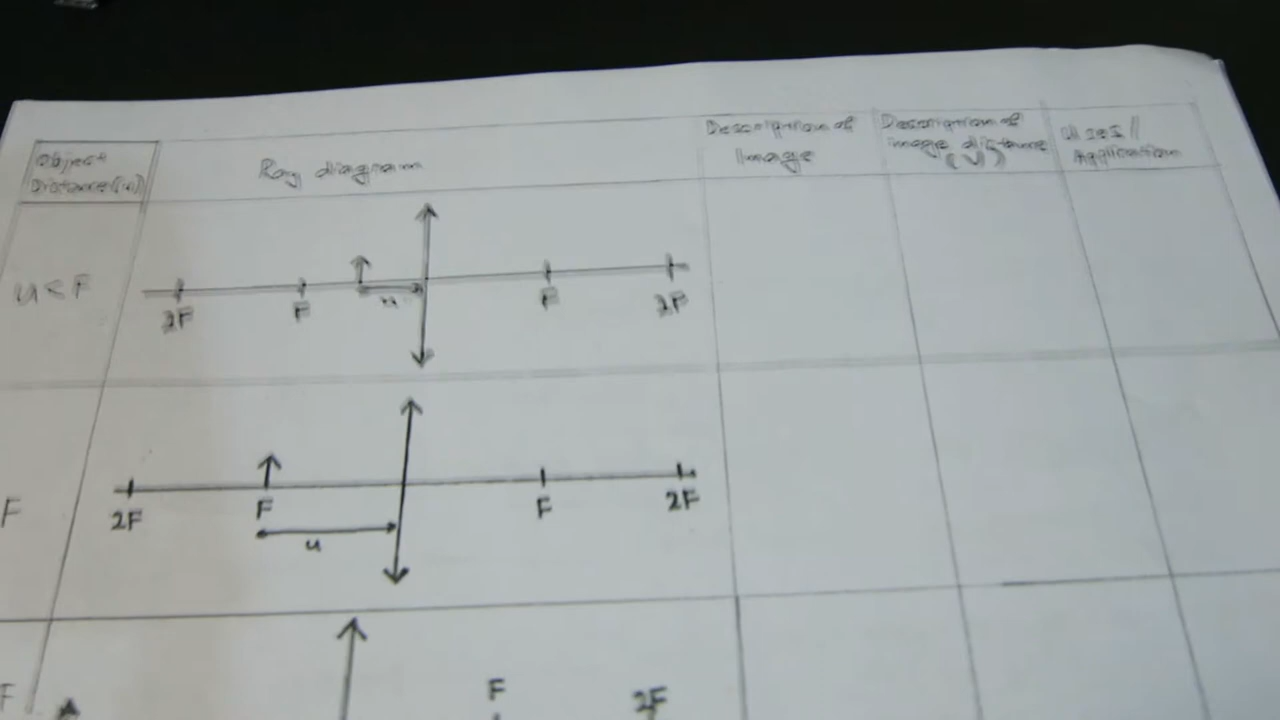 Object
Distance(u)
Ray diagram
Description of
Image
Description of
image distance
(V)
Uses//
Application
u < F
2F
F
u
F
2F
F
2F
F
u
F
2F
F
F
2F